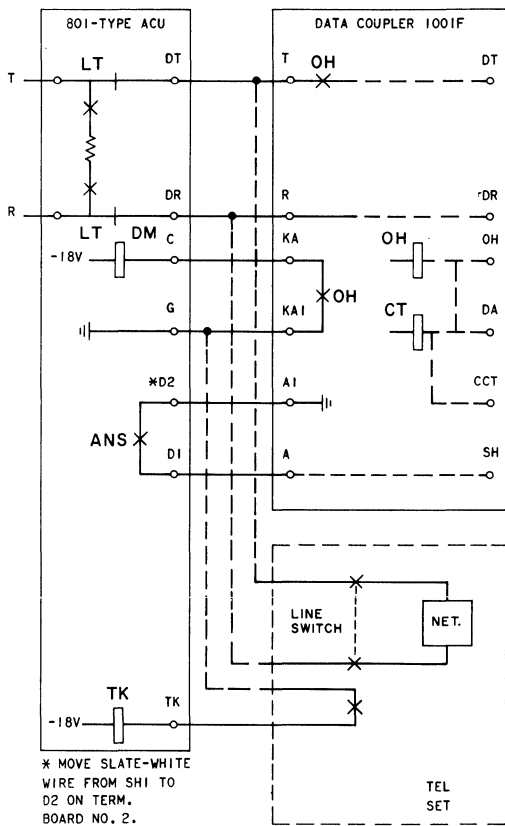 801-TYPE ACU
DATA COUPLER 1001F
T
LT
DT
T
OH
DT
R
LT
DR
R
DR
-18V
DM
C
KA
OH
OH
G
KA1
OH
CT
DA
*D2
A1
CCT
ANS
D1
A
SH
LINE
SWITCH
NET.
TK
-18V
TK
* MOVE SLATE-WHITE
WIRE FROM SH1 TO
D2 ON TERM.
BOARD NO. 2.
TEL
SET